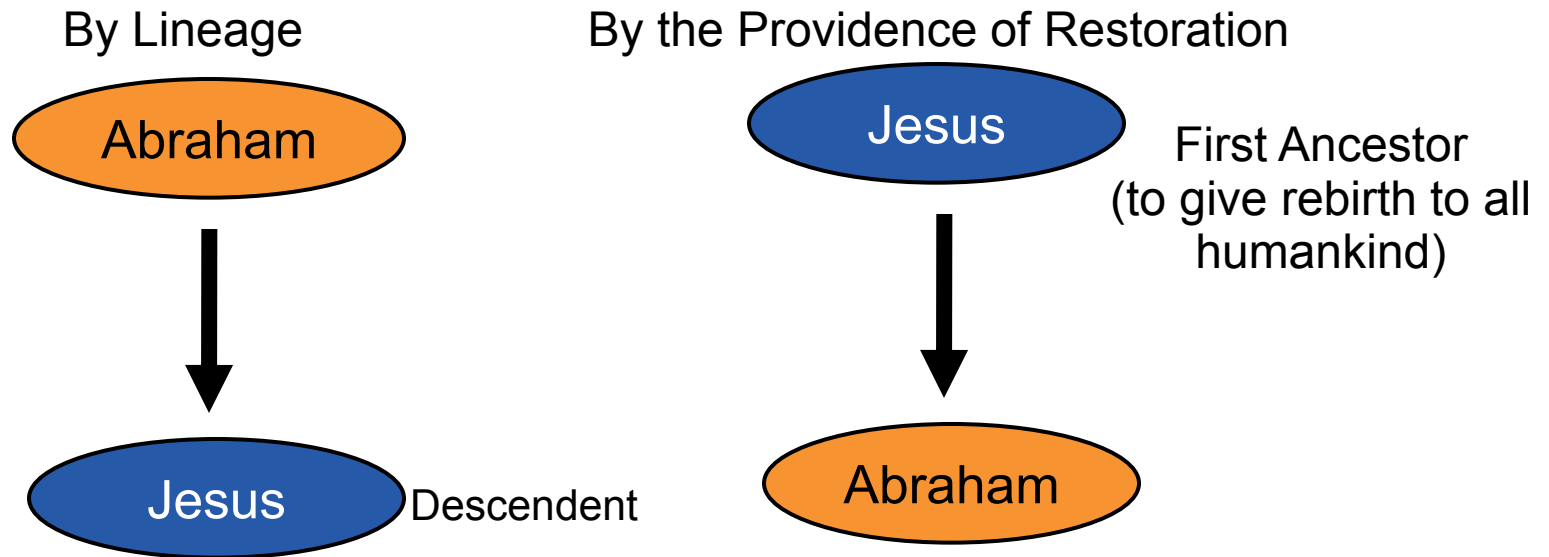 By Lineage
Abraham
Jesus
Descendent
By the Providence of Restoration
Jesus
First Ancestor
(to give rebirth to all
humankind)
Abraham